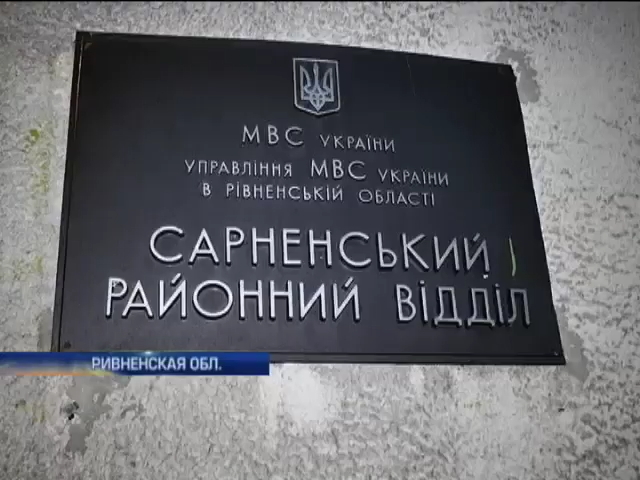 МВС УКРАЇНИ
УПРАВЛІННЯ МВС УКРАЇНИ
В РІВНЕНСЬКІЙ ОБЛАСТІ
САРНЕНСЬКИЙ
РАЙОННИЙ ВІДДІЛ
РИВНЕНСКАЯ ОБЛ.